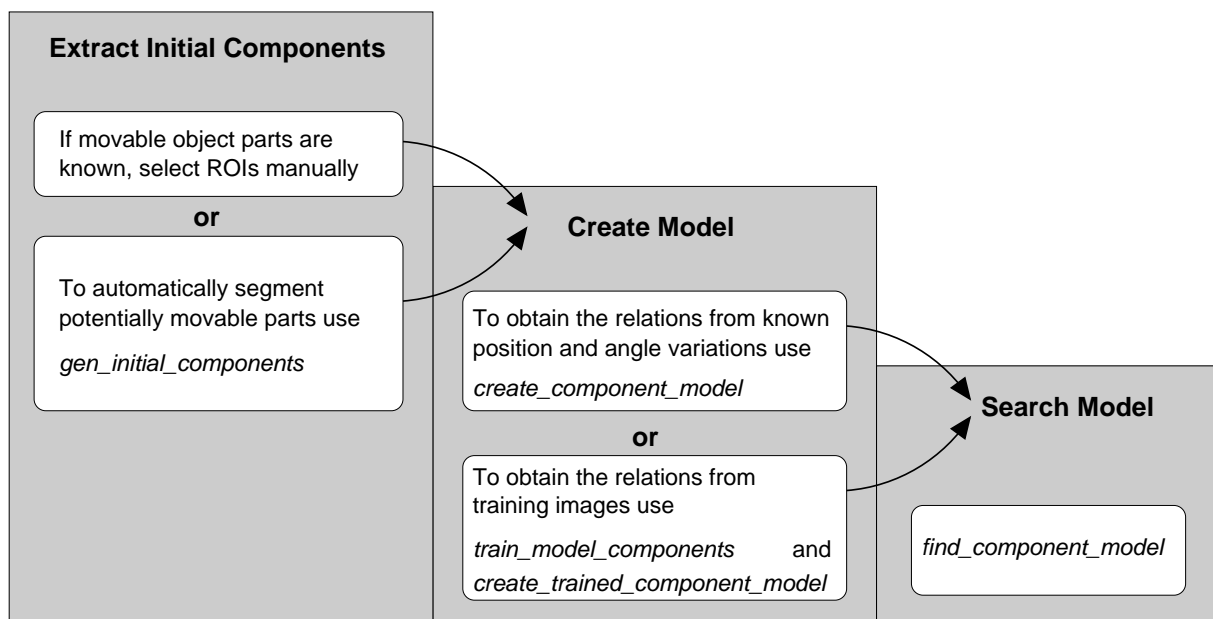 Extract Initial Components
If movable object parts are
known, select ROIs manually
or
To automatically segment
potentially movable parts use
gen_initial_components
Create Model
To obtain the relations from known
position and angle variations use
create_component_model
or
To obtain the relations from
training images use
train_model_components and
create_trained_component_model
Search Model
find_component_model